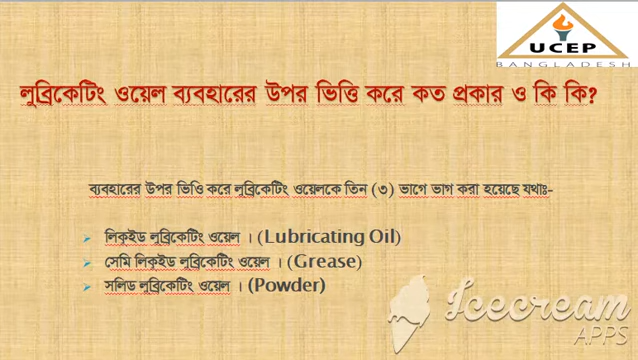 UCEP
BANGLADESH
লুব্রিকেটিং ওয়েল ব্যবহারের উপর ভিত্তি করে কত প্রকার ও কি কি?
ব্যবহারের উপর ভিত্তি করে লুব্রিকেটিং ওয়েলকে তিন (৩) ভাগে ভাগ করা হয়েছে যথাঃ-
➢ লিকুইড লুব্রিকেটিং ওয়েল । (Lubricating Oil)
➢ সেমি লিকুইড লুব্রিকেটিং ওয়েল । (Grease)
➢ সলিড লুব্রিকেটিং ওয়েল । (Powder)
Icecream
APPS